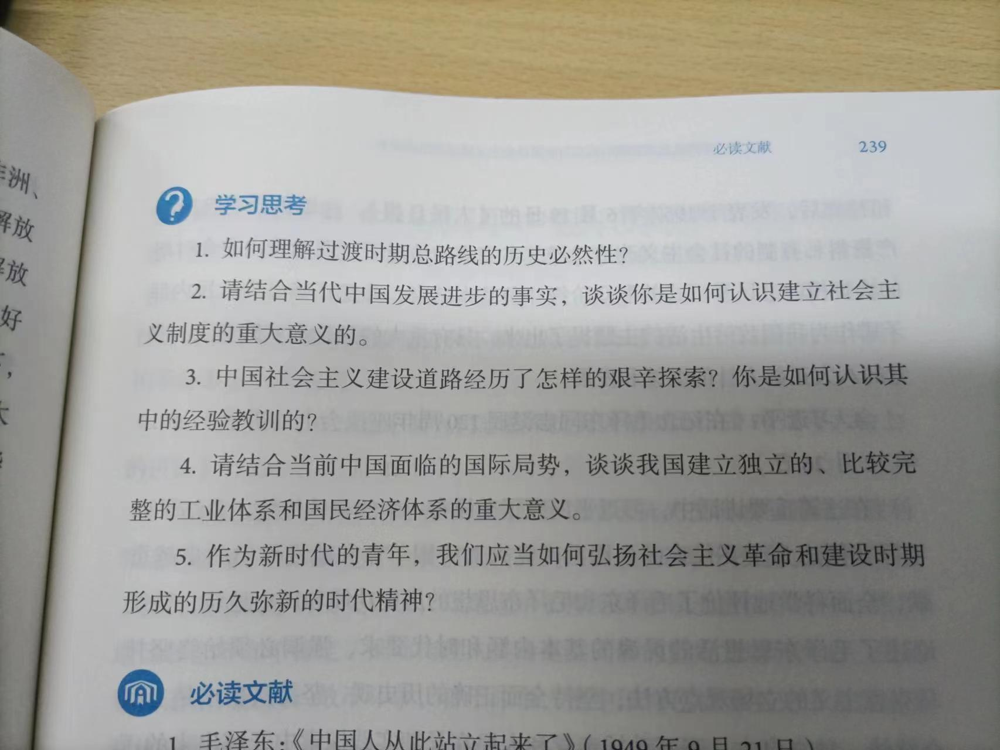 必读文献 239
学习思考
1. 如何理解过渡时期总路线的历史必然性？
2. 请结合当代中国发展进步的事实，谈谈你是如何认识建立社会主
义制度的重大意义的。
3. 中国社会主义建设道路经历了怎样的艰辛探索？你是如何认识其
中的经验教训的？
4. 请结合当前中国面临的国际局势，谈谈我国建立独立的、比较完
整的工业体系和国民经济体系的重大意义。
5. 作为新时代的青年，我们应当如何弘扬社会主义革命和建设时期
形成的历久弥新的时代精神？
必读文献
1. 毛泽东：《中国人从此站立起来了》（1949 年 9 月 21 日）
洲、
解放
解放
好
，
大